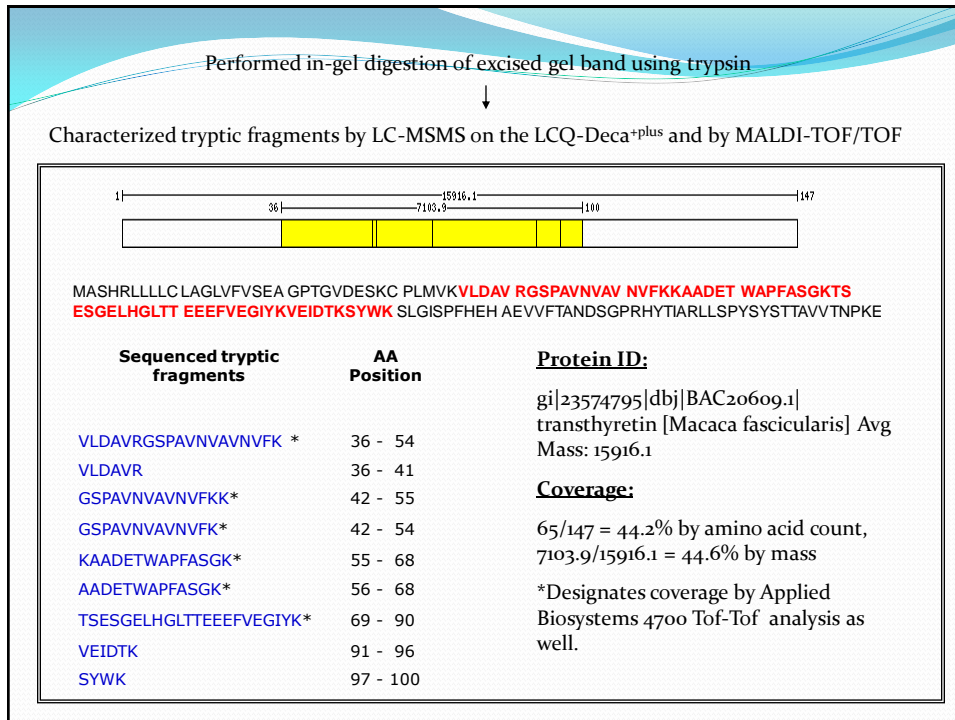 Performed in-gel digestion of excised gel band using trypsin
Characterized tryptic fragments by LC-MSMS on the LCQ-Deca+plus and by MALDI-TOF/TOF
1 15916.1 147
36 7103.9 100
MASHRLLLLC LAGLVFVSEA GPTGVDESKC PLMVKVLDAV RGSPAVNVAV NVFKKAADET WAPFASGKTS
ESGELHGLTT EEEFVEGIYKVEIDTKSYWK SLGISPFHEH AEVVFTANDSGPRHYTIARLLSPYSYSTTAVVTNPKE
Sequenced tryptic fragments
AA Position
VLDAVRGSPAVNVAVNVFK * 36 - 54
VLDAVR 36 - 41
GSPAVNVAVNVFKK* 42 - 55
GSPAVNVAVNVFK* 42 - 54
KAADETWAPFASGK* 55 - 68
AADETWAPFASGK* 56 - 68
TSESGELHGLTTEEEFVEGIYK* 69 - 90
VEIDTK 91 - 96
SYWK 97 - 100
Protein ID:
gi|23574795|dbj|BAC20609.1|
transthyretin [Macaca fascicularis] Avg
Mass: 15916.1
Coverage:
65/147 = 44.2% by amino acid count,
7103.9/15916.1 = 44.6% by mass
*Designates coverage by Applied
Biosystems 4700 Tof-Tof analysis as
well.